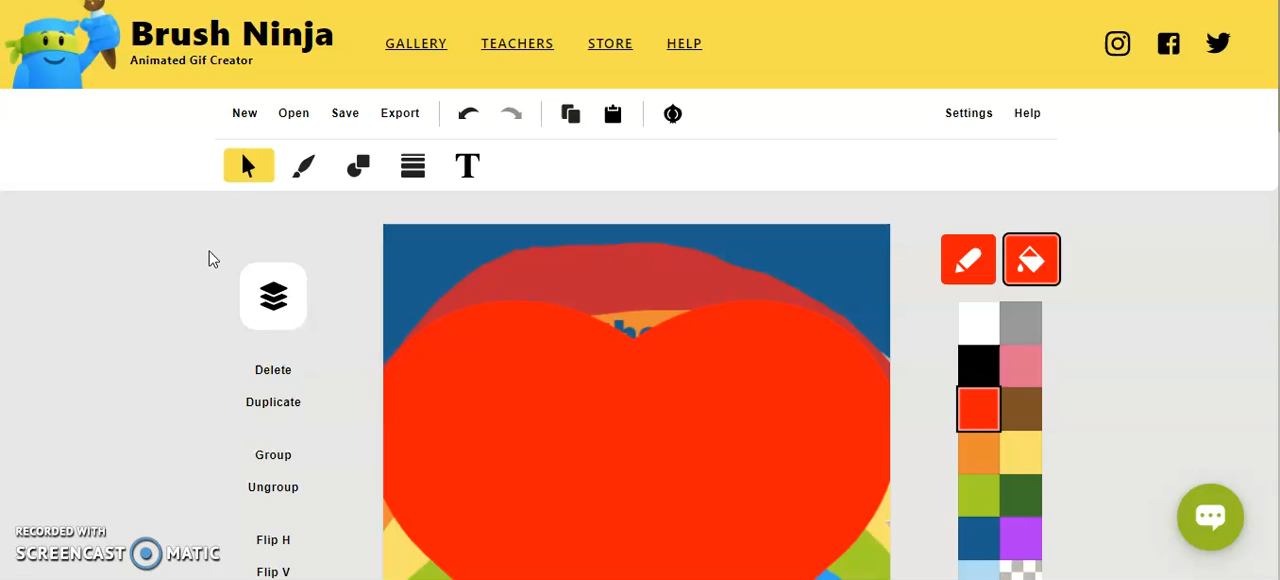 Brush Ninja
Animated Gif Creator
GALLERY TEACHERS STORE HELP
New Open Save Export Settings Help
T
Delete
Duplicate
Group
Ungroup
Flip H
Flip V
RECORDED WITH
SCREENCAST MATIC